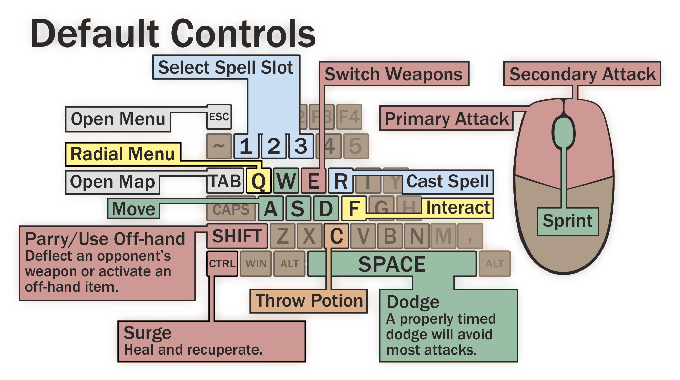 Default Controls
Select Spell Slot
Switch Weapons
Secondary Attack
Open Menu
ESC
F3 F4
Primary Attack
~ 1 2 3 4 5
Radial Menu
Open Map
TAB Q W E R T Y
Cast Spell
Move
CAPS A S D F G H
Interact
Sprint
Parry/Use Off-hand
Deflect an opponent's
weapon or activate an
off-hand item.
SHIFT Z X C V B N M ,
CTRL WIN ALT SPACE ALT
Throw Potion
Dodge
A properly timed
dodge will avoid
most attacks.
Surge
Heal and recuperate.